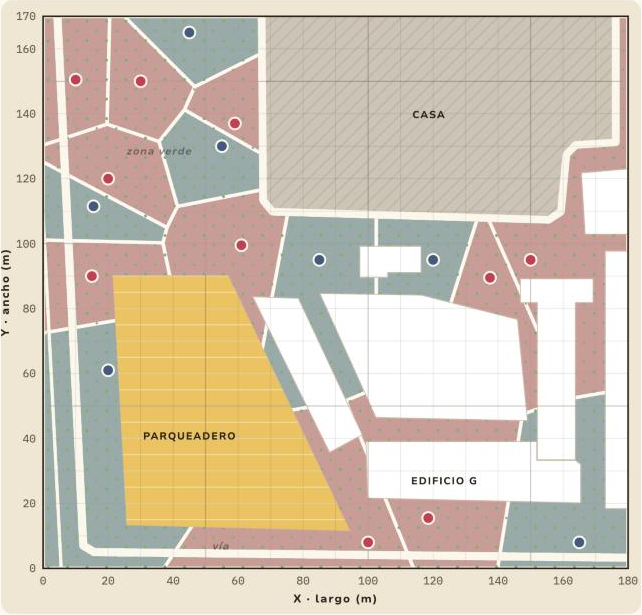 170
160
140
120
100
80
60
40
20
0
Y · ancho (m)
CASA
zona verde
PARQUEADERO
EDIFICIO G
vía
0 20 40 60 80 100 120 140 160 180
X · largo (m)